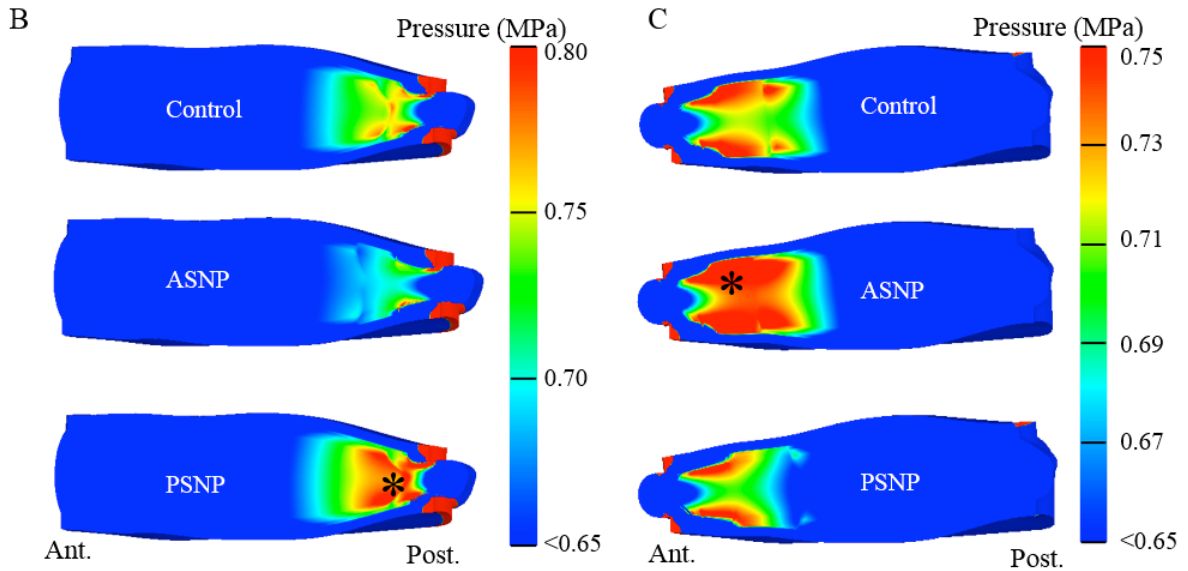 B
Pressure (MPa)
0.80
Control
0.75
ASNP
0.70
PSNP
*
Ant.
Post.
<0.65
C
Pressure (MPa)
0.75
Control
0.73
0.71
*
ASNP
0.69
0.67
PSNP
Ant.
Post.
<0.65